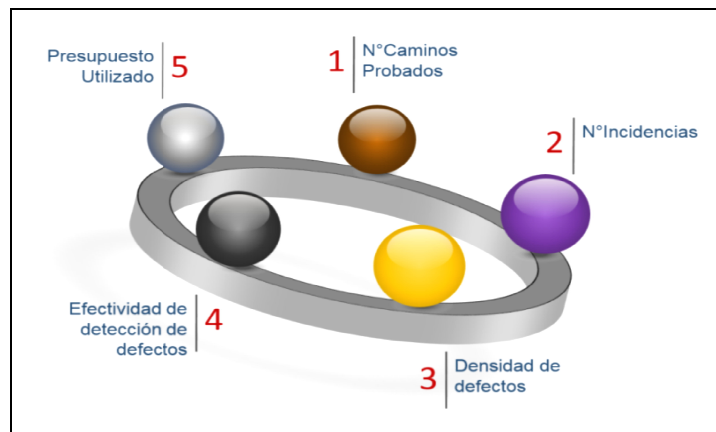 1
N°Caminos
Probados
2
N°Incidencias
3
Densidad de
defectos
4
Efectividad de
detección de
defectos
5
Presupuesto
Utilizado